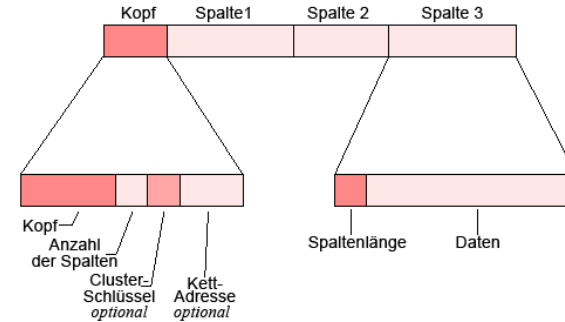 Kopf Spalte1 Spalte 2 Spalte 3
Kopf
Anzahl
der Spalten
Cluster-
Schlüssel
optional
Kett-
Adresse
optional
Spaltenlänge
Daten